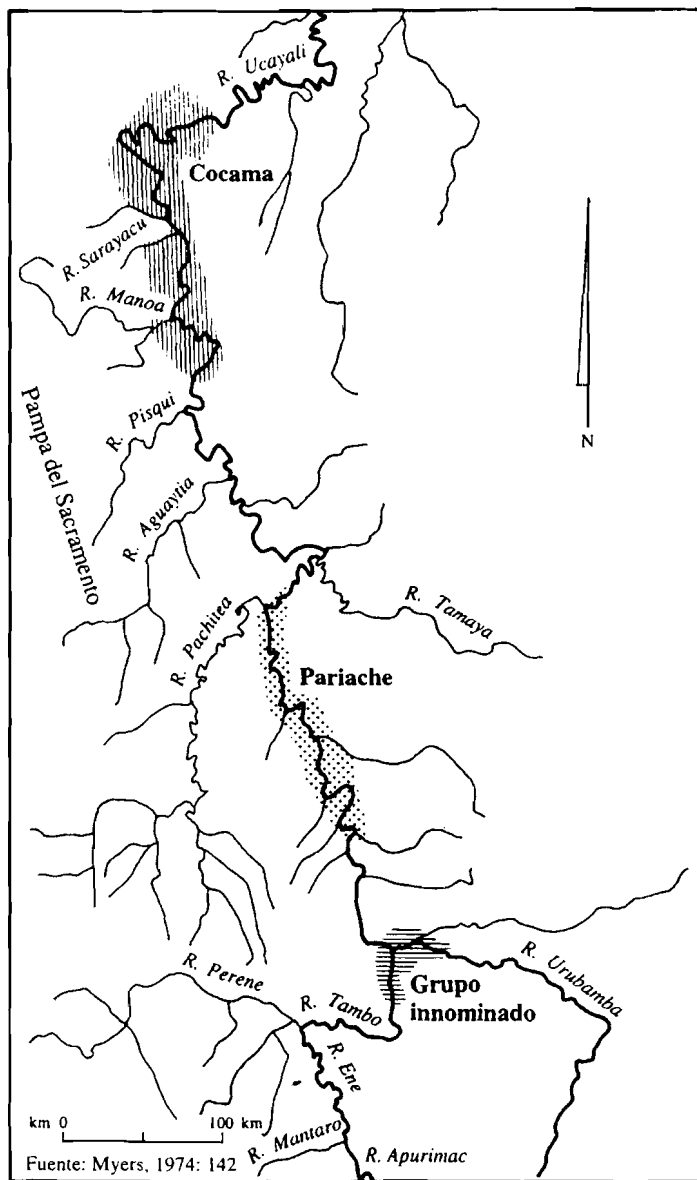 R. Ucayali
Cocama
R. Sarayacu
R. Manoa
R. Pisqui
Pampa del Sacramento
R. Aguaytia
N
R. Pachitea
R. Tamaya
Pariache
R. Perene
R. Tambo
Grupo
innominado
R. Urubamba
R. Ene
km 0 100 km
R. Mantaro
R. Apurimac
Fuente: Myers, 1974: 142